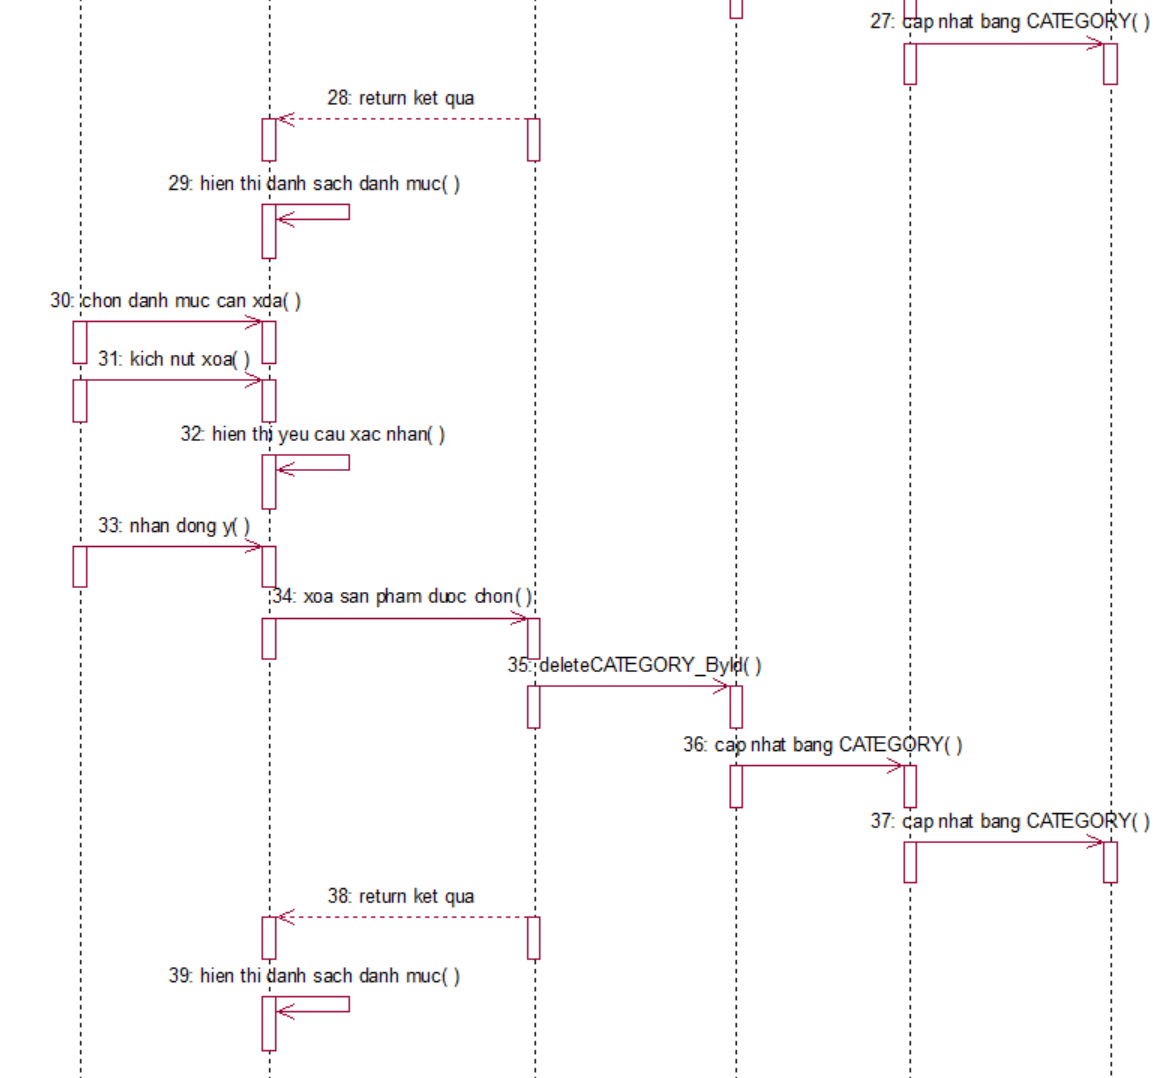 27: cap nhat bang CATEGORY( )
28: return ket qua
29: hien thi danh sach danh muc( )
30: chon danh muc can xoa( )
31: kich nut xoa( )
32: hien thi yeu cau xac nhan( )
33: nhan dong y( )
34: xoa san pham duoc chon( )
35: deleteCATEGORY_ById( )
36: cap nhat bang CATEGORY( )
37: cap nhat bang CATEGORY( )
38: return ket qua
39: hien thi danh sach danh muc( )